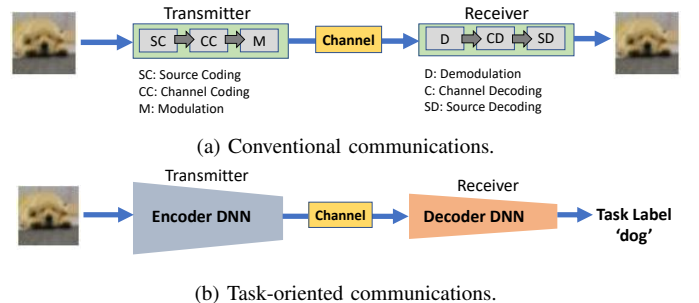 Transmitter
Receiver
SC CC M
Channel
D CD SD
SC: Source Coding
CC: Channel Coding
M: Modulation
D: Demodulation
C: Channel Decoding
SD: Source Decoding
(a) Conventional communications.
Transmitter
Receiver
Encoder DNN
Channel
Decoder DNN
Task Label
'dog'
(b) Task-oriented communications.